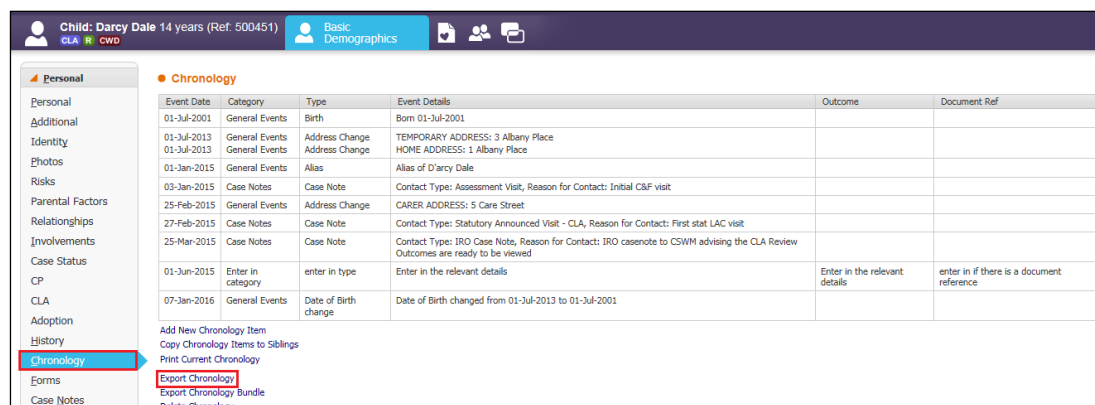 Child: Darcy Dale 14 years (Ref: 500451)
CLA R CWD
Basic
Demographics
Personal
Personal
Additional
Identity
Photos
Risks
Parental Factors
Relationships
Involvements
Case Status
CP
CLA
Adoption
History
Chronology
Forms
Case Notes
Chronology
Event Date Category Type Event Details Outcome Document Ref
01-Jul-2001 General Events Birth Born 01-Jul-2001
01-Jul-2013 General Events Address Change TEMPORARY ADDRESS: 3 Albany Place
01-Jul-2013 General Events Address Change HOME ADDRESS: 1 Albany Place
01-Jan-2015 General Events Alias Alias of D'arcy Dale
03-Jan-2015 Case Notes Case Note Contact Type: Assessment Visit, Reason for Contact: Initial C&F visit
25-Feb-2015 General Events Address Change CARER ADDRESS: 5 Care Street
27-Feb-2015 Case Notes Case Note Contact Type: Statutory Announced Visit - CLA, Reason for Contact: First stat LAC visit
25-Mar-2015 Case Notes Case Note Contact Type: IRO Case Note, Reason for Contact: IRO casenote to CSWM advising the CLA Review
Outcomes are ready to be viewed
01-Jun-2015 Enter in enter in type Enter in the relevant details Enter in the relevant enter in if there is a document
category details reference
07-Jan-2016 General Events Date of Birth Date of Birth changed from 01-Jul-2013 to 01-Jul-2001
change
Add New Chronology Item
Copy Chronology Items to Siblings
Print Current Chronology
Export Chronology
Export Chronology Bundle